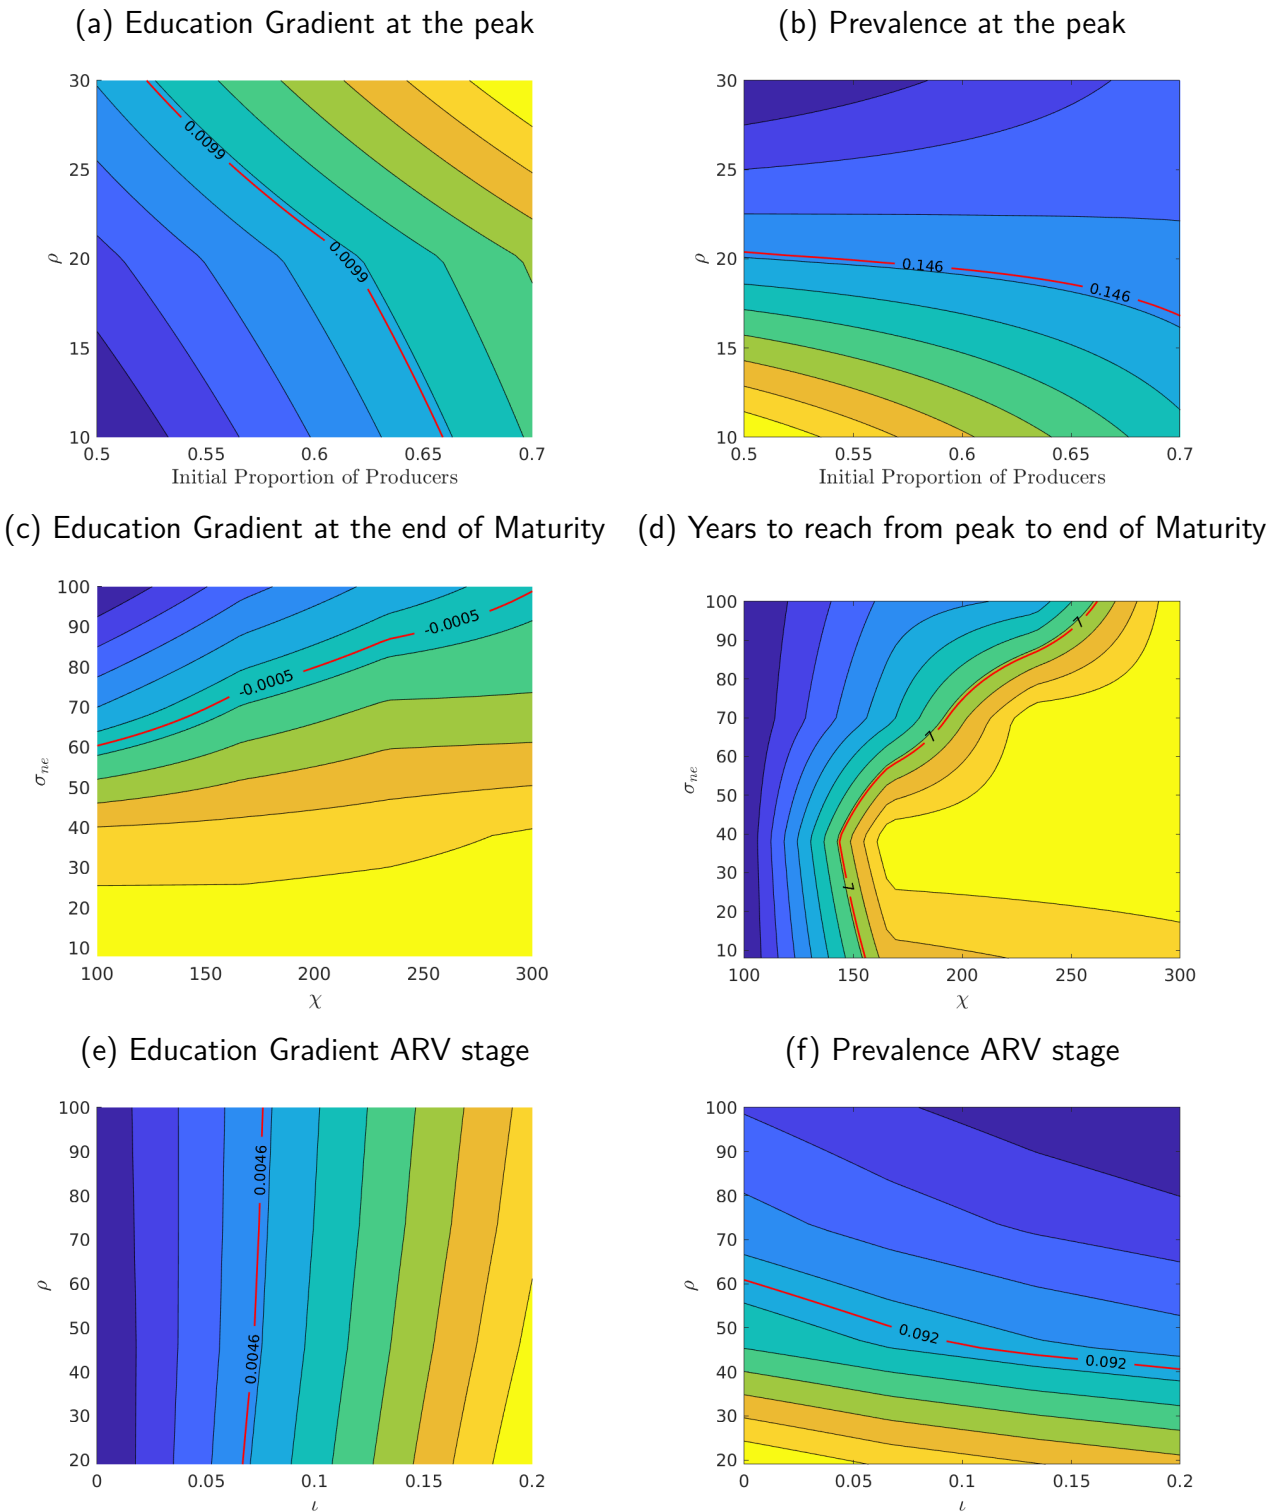 (a) Education Gradient at the peak
30
25
20
15
10
ρ
0.0099
0.0099
0.5 0.55 0.6 0.65 0.7
Initial Proportion of Producers
(b) Prevalence at the peak
30
25
20
15
10
ρ
0.146
0.146
0.5 0.55 0.6 0.65 0.7
Initial Proportion of Producers
(c) Education Gradient at the end of Maturity
100
90
80
70
60
50
40
30
20
10
σ_ne
-0.0005
-0.0005
100 150 200 250 300
χ
(d) Years to reach from peak to end of Maturity
100
90
80
70
60
50
40
30
20
10
σ_ne
7
7
7
100 150 200 250 300
χ
(e) Education Gradient ARV stage
100
90
80
70
60
50
40
30
20
ρ
0.0046
0.0046
0 0.05 0.1 0.15 0.2
ι
(f) Prevalence ARV stage
100
90
80
70
60
50
40
30
20
ρ
0.092
0.092
0 0.05 0.1 0.15 0.2
ι